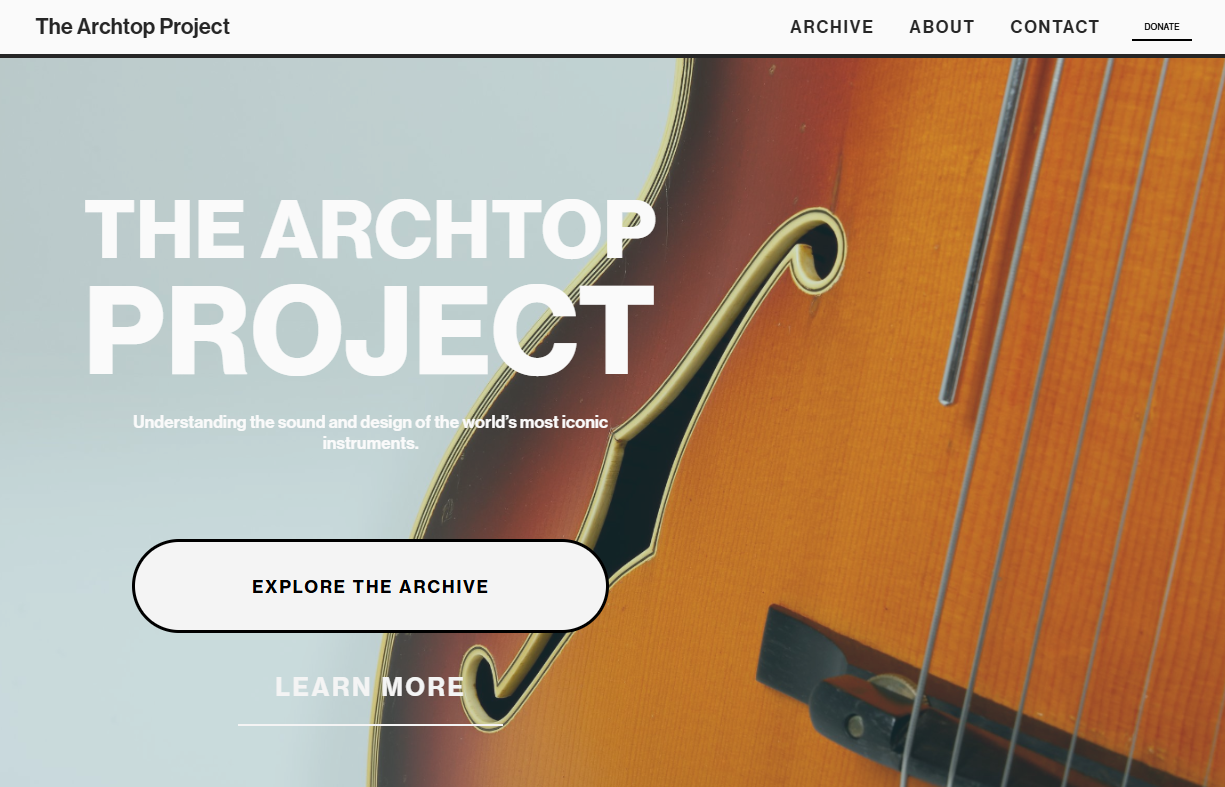 The Archtop Project
ARCHIVE ABOUT CONTACT DONATE
THE ARCHTOP
PROJECT
Understanding the sound and design of the world’s most iconic
instruments.
EXPLORE THE ARCHIVE
LEARN MORE